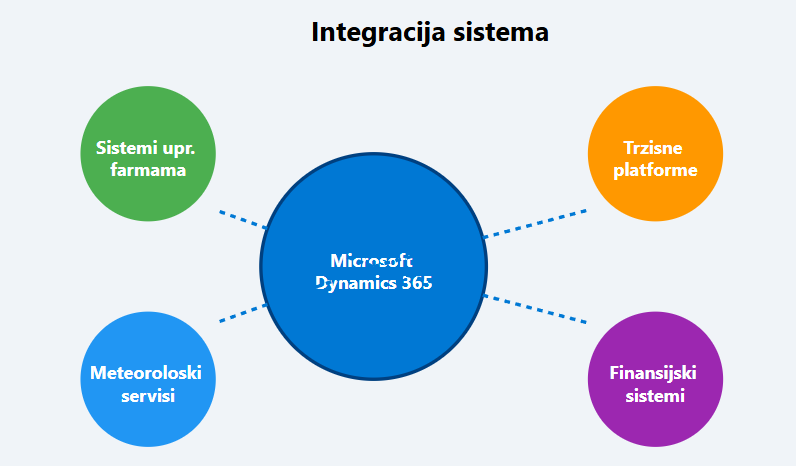 Integracija sistema
Sistemi upr.
farmama
Trzisne
platforme
Microsoft
Dynamics 365
Meteoroloski
servisi
Finansijski
sistemi